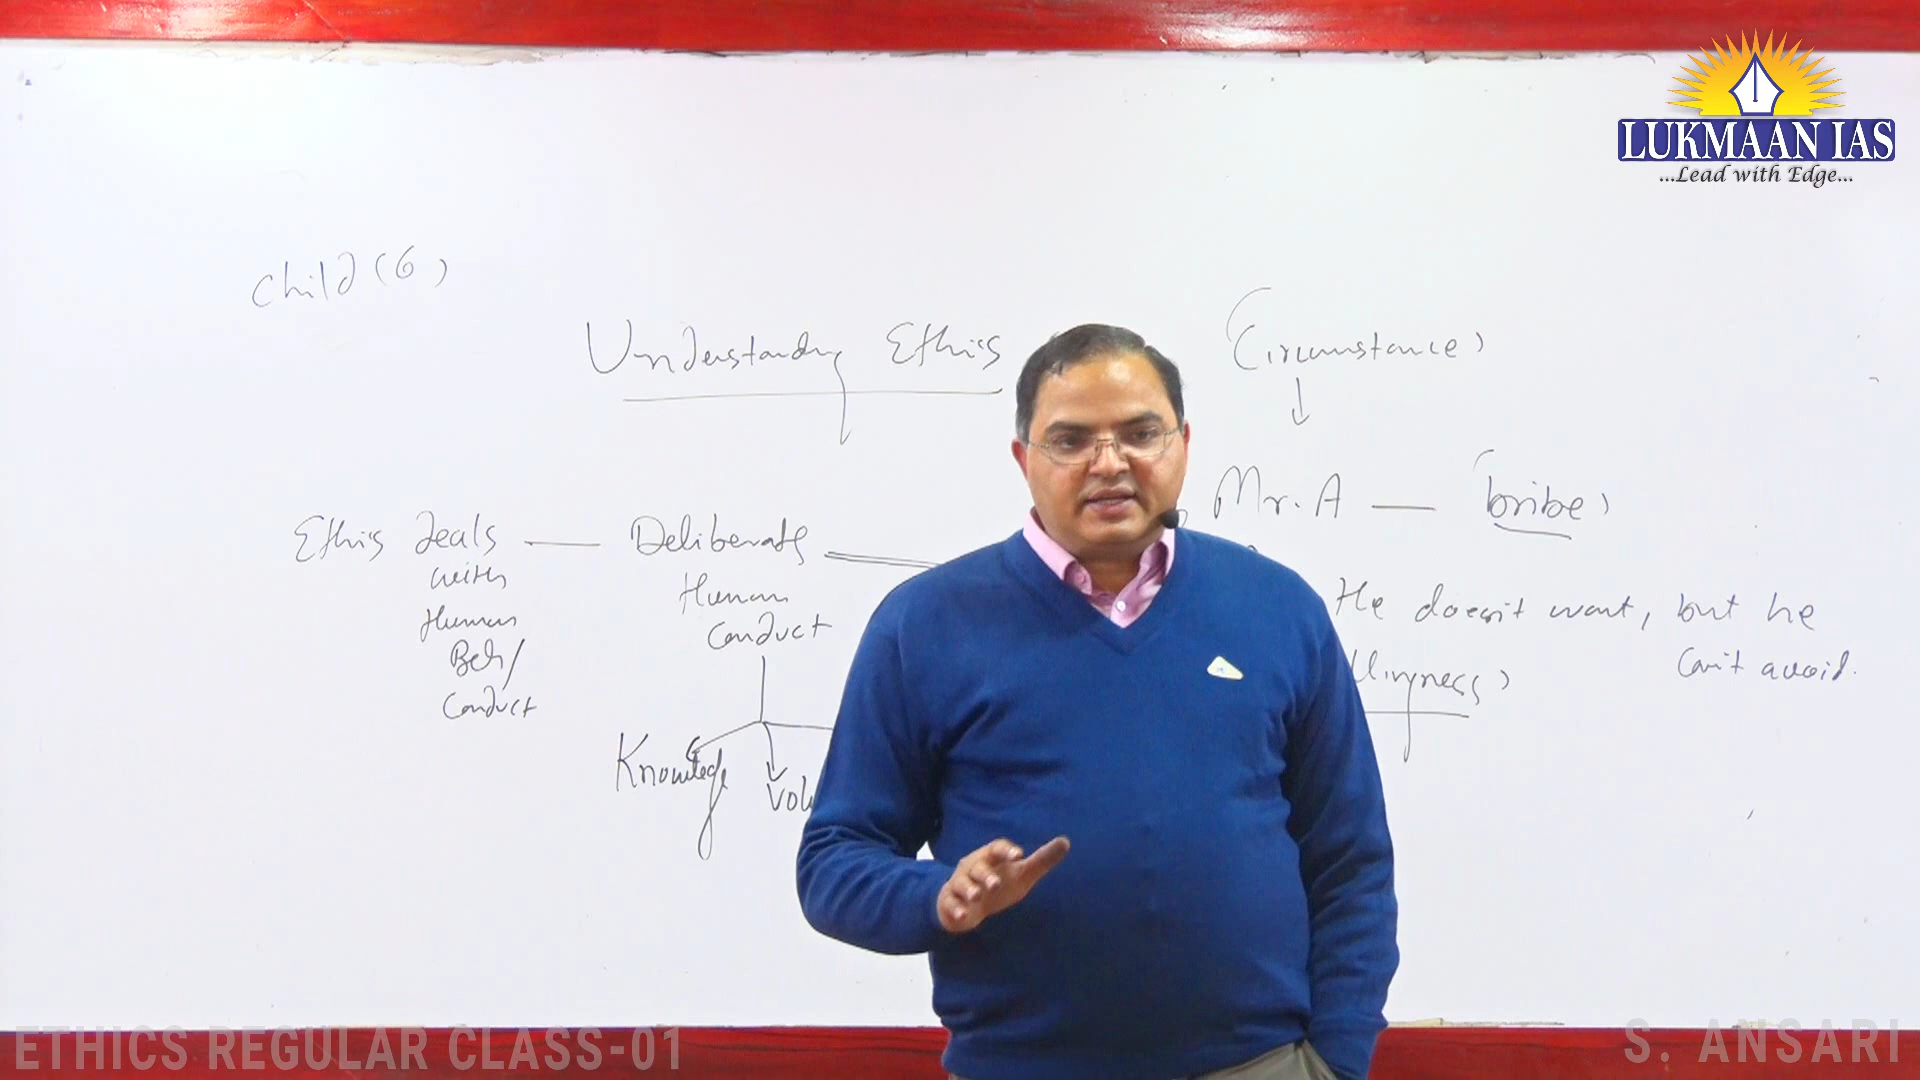 LUKMAAN IAS
...Lead with Edge...
Child (6)
Understanding Ethics
(Circumstance)
Mr. A — (bribe)
Ethics deals — Deliberate
with
Human
Beh/
Conduct
Human
Conduct
He doesn't want, but he
can't avoid.
Knowledge
ETHICS REGULAR CLASS-01
S. ANSARI